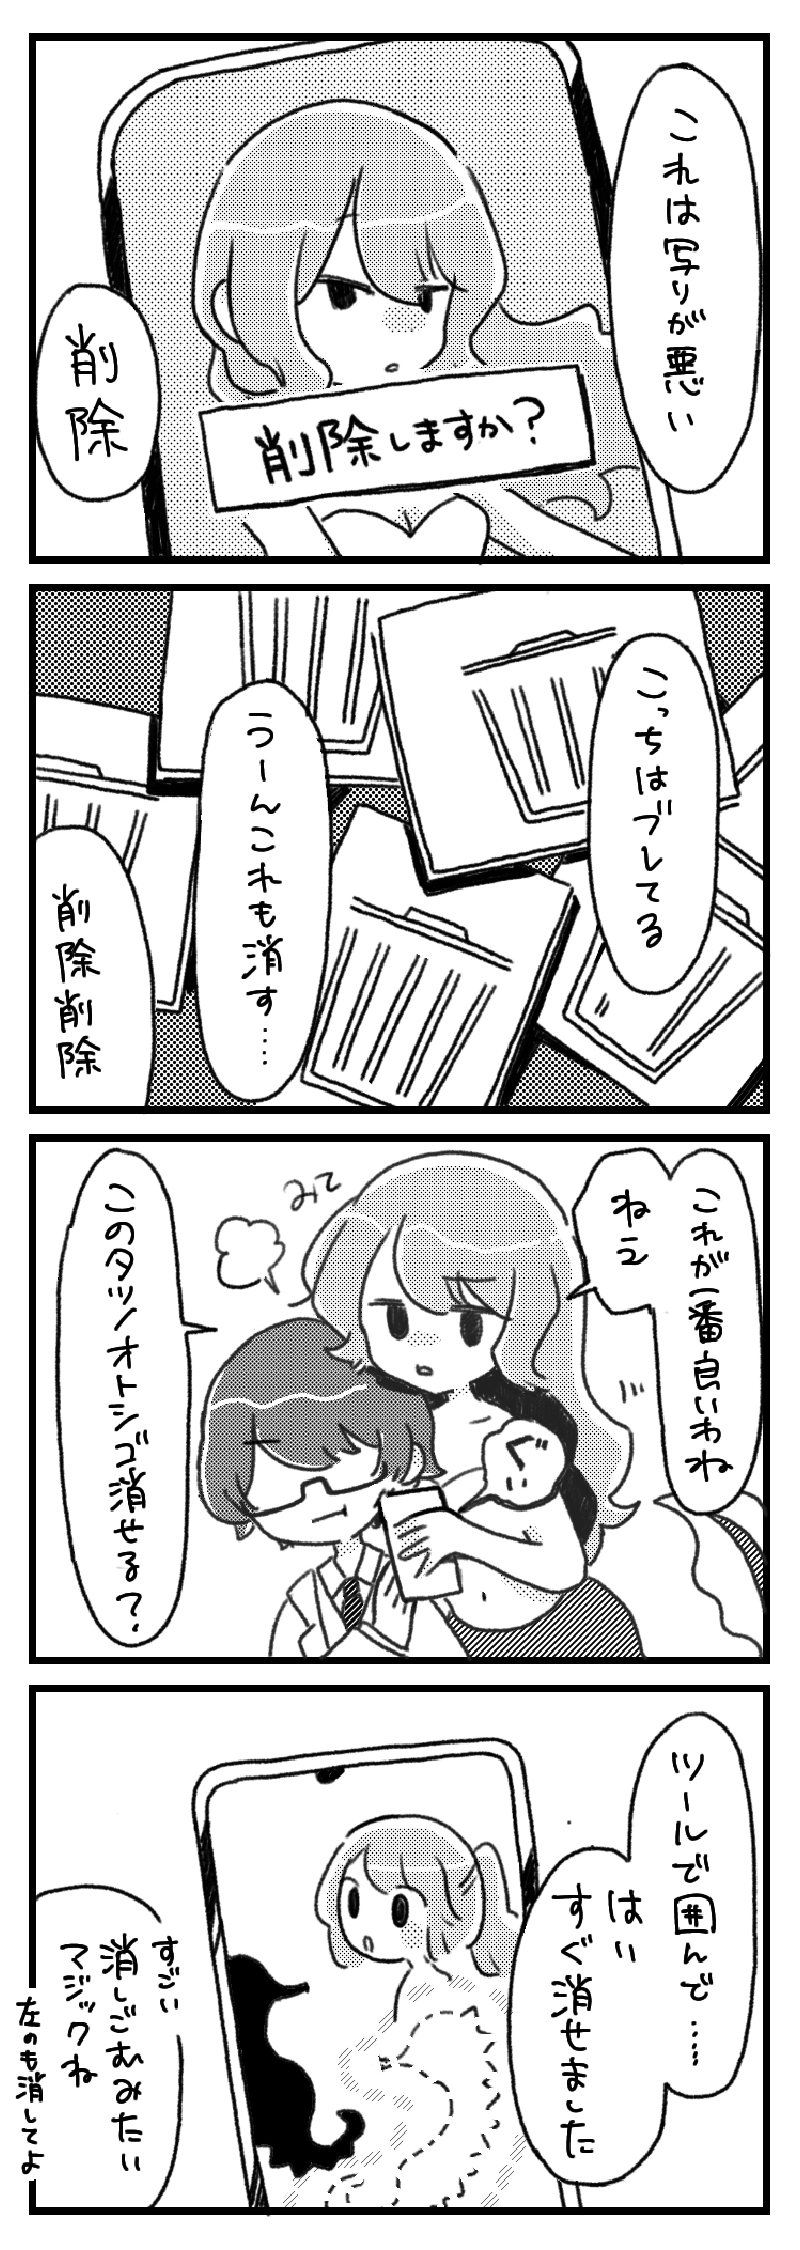 これは写りが悪い
削除しますか?
削除
こっちはブレてる
うーんこれも消す…
削除削除
これが一番良いわね
ねえ
みて
このタツノオトシゴ消せる?
ツールで囲んで……
はい
すぐ消せました
すごい
消しごむみたい
マジックね
左のも消してよ